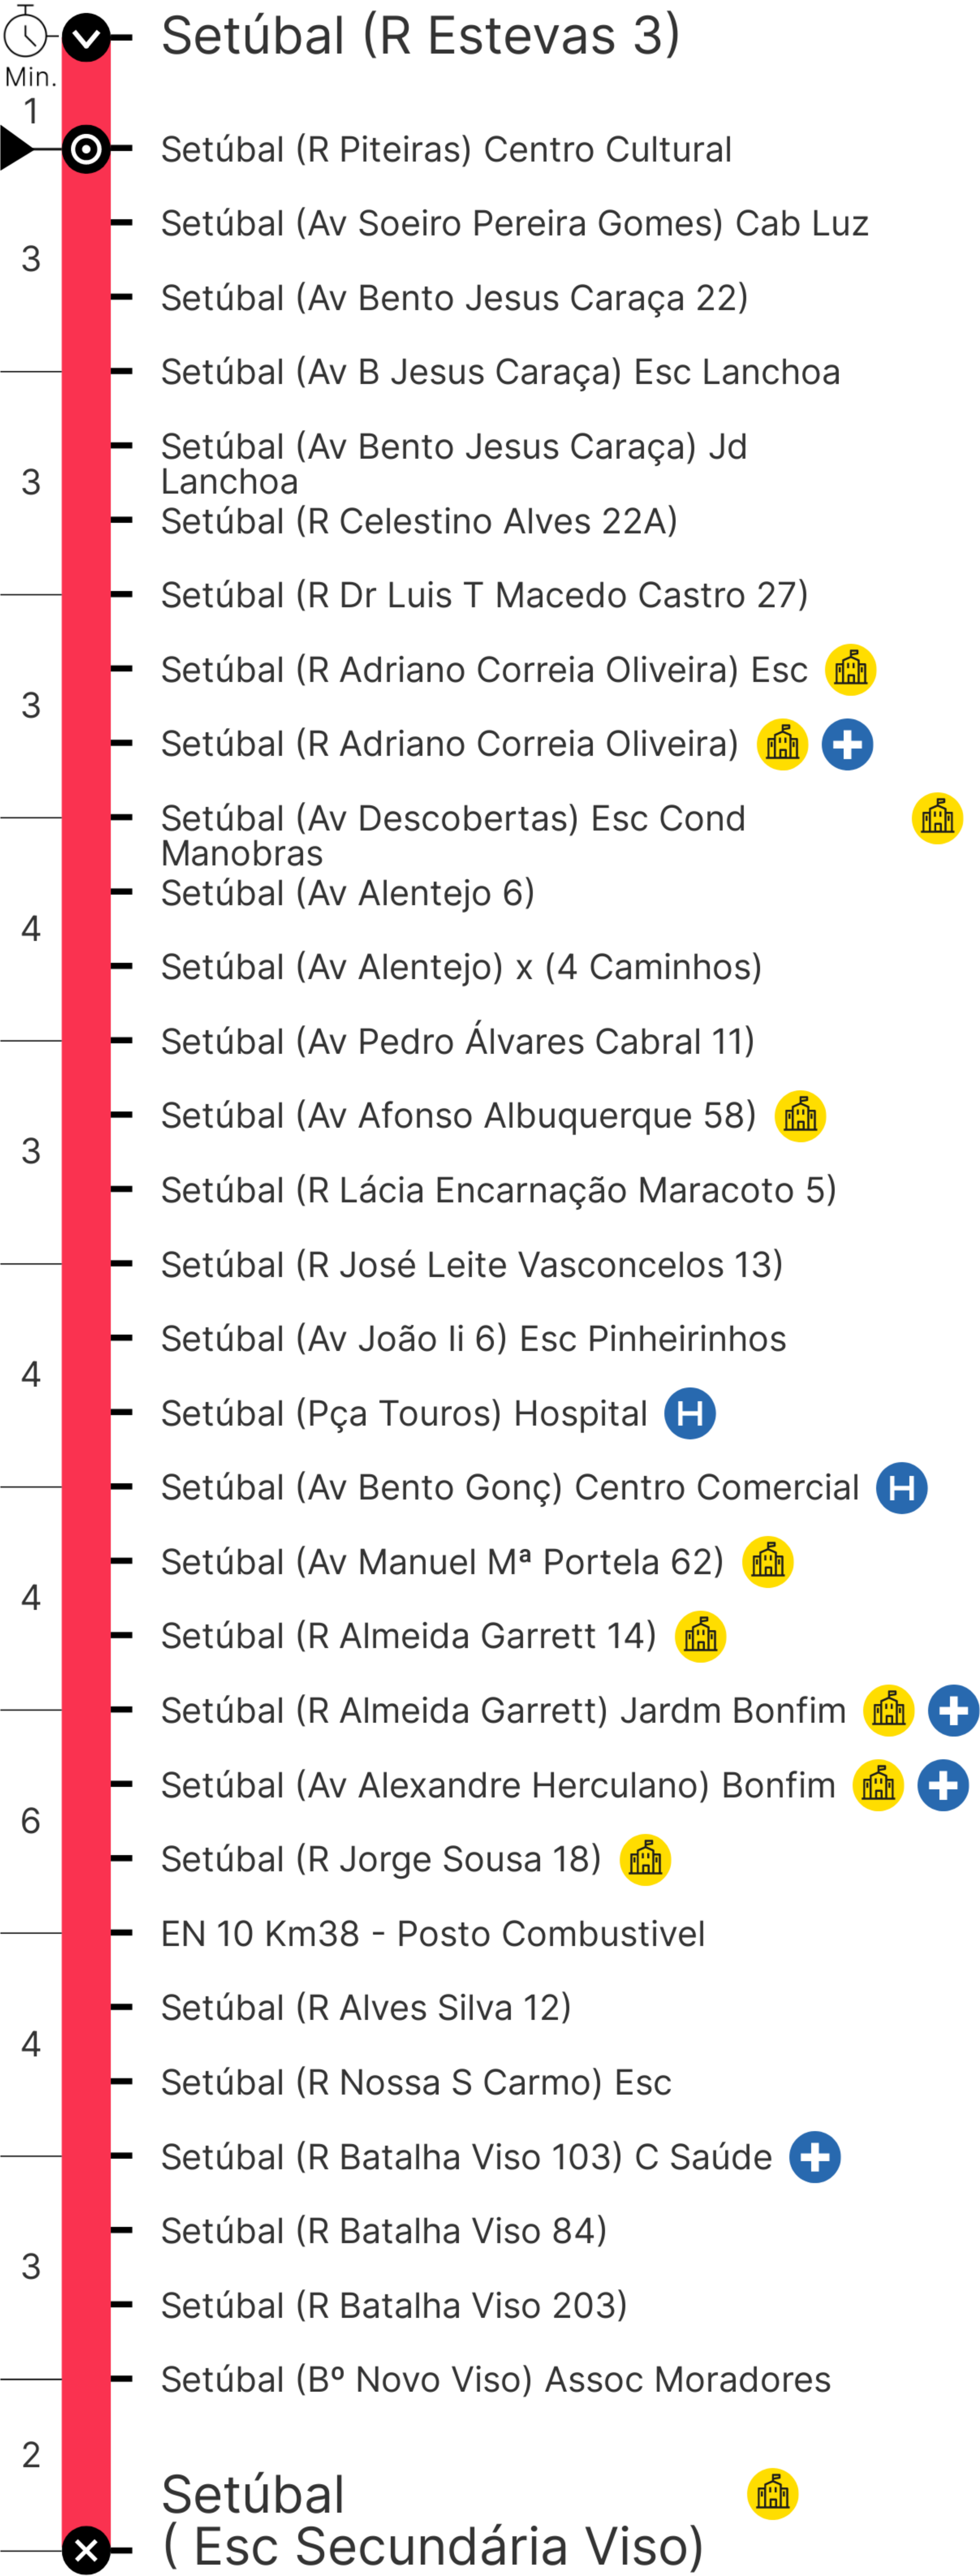 Setúbal (R Estevas 3)
Min.
1
Setúbal (R Piteiras) Centro Cultural
Setúbal (Av Soeiro Pereira Gomes) Cab Luz
3
Setúbal (Av Bento Jesus Caraça 22)
Setúbal (Av B Jesus Caraça) Esc Lanchoa
Setúbal (Av Bento Jesus Caraça) Jd
Lanchoa
3
Setúbal (R Celestino Alves 22A)
Setúbal (R Dr Luis T Macedo Castro 27)
Setúbal (R Adriano Correia Oliveira) Esc
3
Setúbal (R Adriano Correia Oliveira)
Setúbal (Av Descobertas) Esc Cond
Manobras
Setúbal (Av Alentejo 6)
4
Setúbal (Av Alentejo) x (4 Caminhos)
Setúbal (Av Pedro Álvares Cabral 11)
Setúbal (Av Afonso Albuquerque 58)
3
Setúbal (R Lácia Encarnação Maracoto 5)
Setúbal (R José Leite Vasconcelos 13)
Setúbal (Av João Ii 6) Esc Pinheirinhos
4
Setúbal (Pça Touros) Hospital H
Setúbal (Av Bento Gonç) Centro Comercial H
Setúbal (Av Manuel Mª Portela 62)
4
Setúbal (R Almeida Garrett 14)
Setúbal (R Almeida Garrett) Jardm Bonfim
Setúbal (Av Alexandre Herculano) Bonfim
6
Setúbal (R Jorge Sousa 18)
EN 10 Km38 - Posto Combustivel
Setúbal (R Alves Silva 12)
4
Setúbal (R Nossa S Carmo) Esc
Setúbal (R Batalha Viso 103) C Saúde
Setúbal (R Batalha Viso 84)
3
Setúbal (R Batalha Viso 203)
Setúbal (Bº Novo Viso) Assoc Moradores
2
Setúbal
( Esc Secundária Viso)